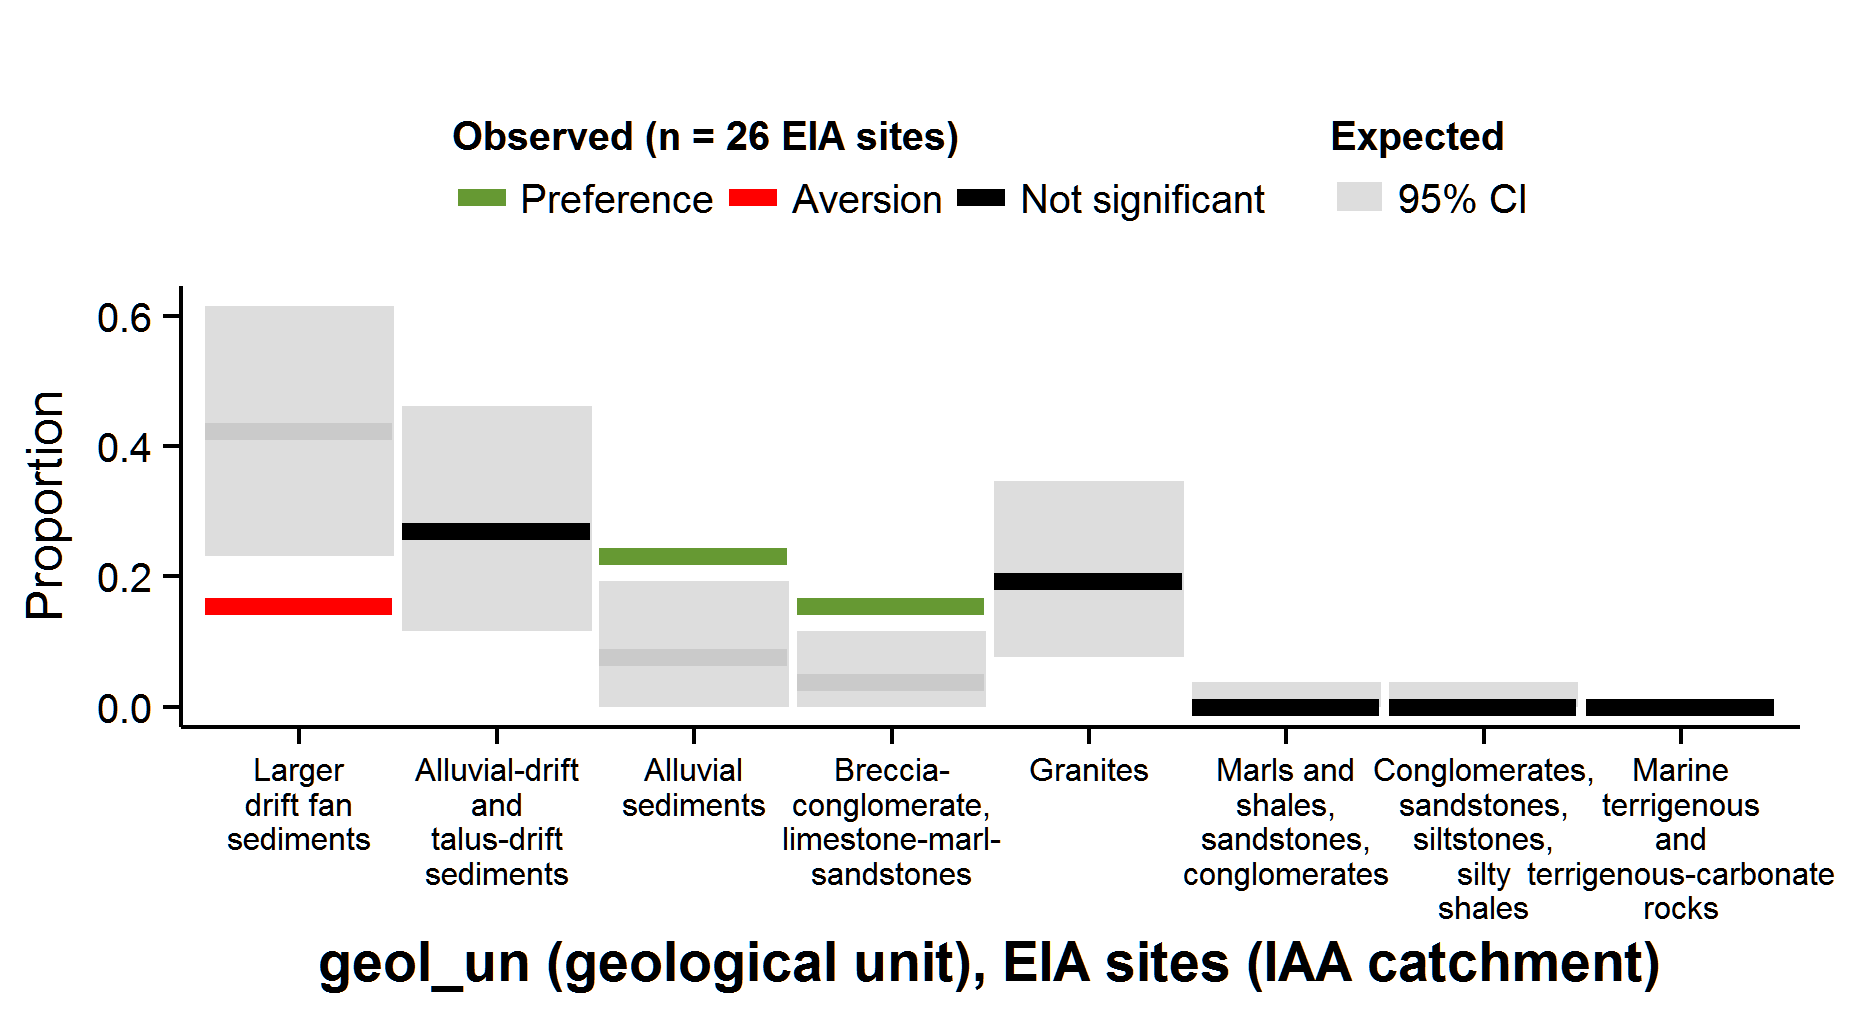 Observed (n = 26 EIA sites)
Expected
Preference
Aversion
Not significant
95% CI
Proportion
0.6
0.4
0.2
0.0
Larger
drift fan
sediments
Alluvial-drift
and
talus-drift
sediments
Alluvial
sediments
Breccia-
conglomerate,
limestone-marl-
sandstones
Granites
Marls and
shales,
sandstones,
conglomerates
Conglomerates,
sandstones,
siltstones,
silty
shales
Marine
terrigenous
and
terrigenous-carbonate
rocks
geol_un (geological unit), EIA sites (IAA catchment)